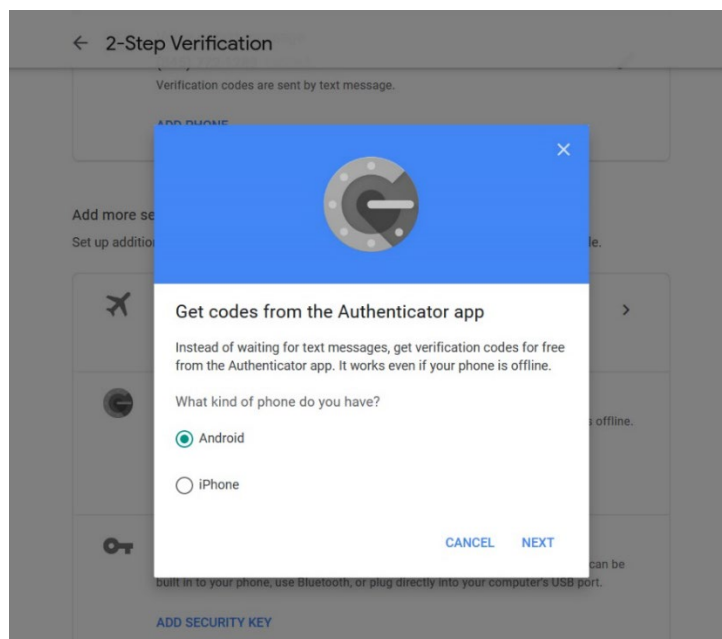 2-Step Verification
Verification codes are sent by text message.
ADD PHONE
Add more se
Set up additio
le.
Get codes from the Authenticator app
Instead of waiting for text messages, get verification codes for free
from the Authenticator app. It works even if your phone is offline.
What kind of phone do you have?
s offline.
Android
iPhone
CANCEL NEXT
can be
built in to your phone, use Bluetooth, or plug directly into your computer's USB port.
ADD SECURITY KEY